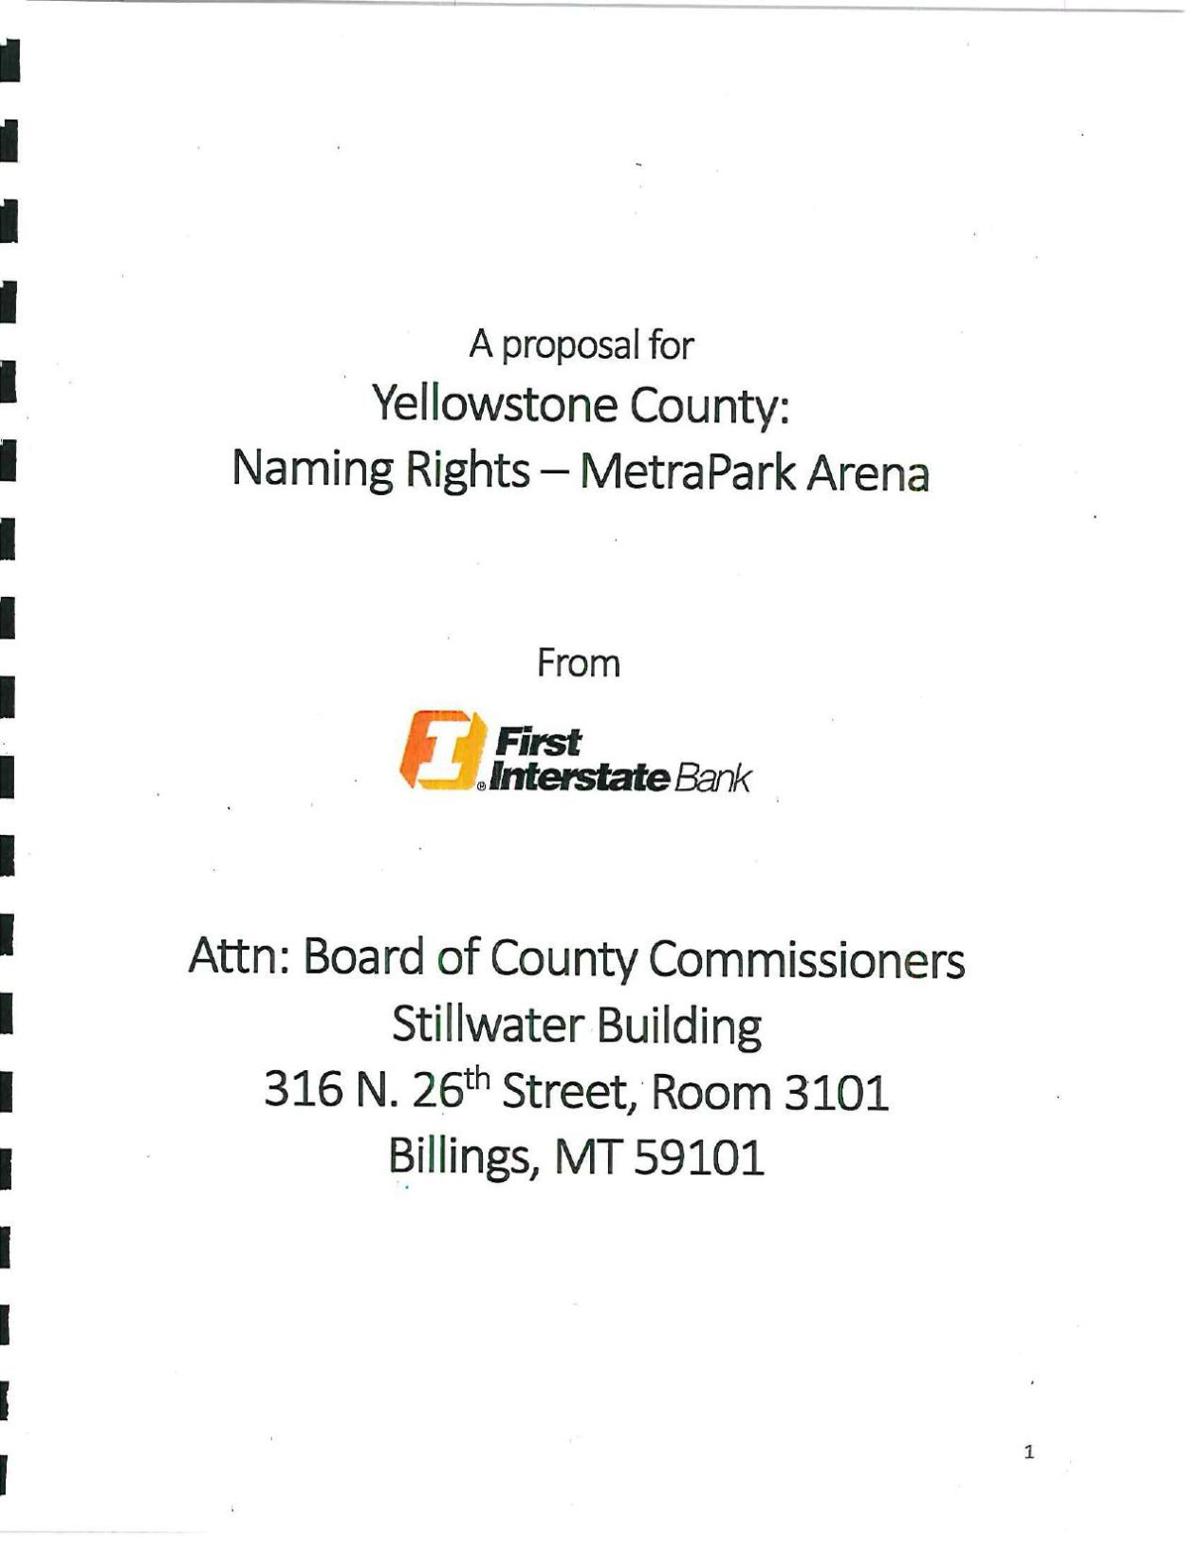 A proposal for
Yellowstone County:
Naming Rights – MetraPark Arena
From
I First
® Interstate Bank
Attn: Board of County Commissioners
Stillwater Building
316 N. 26th Street, Room 3101
Billings, MT 59101
1